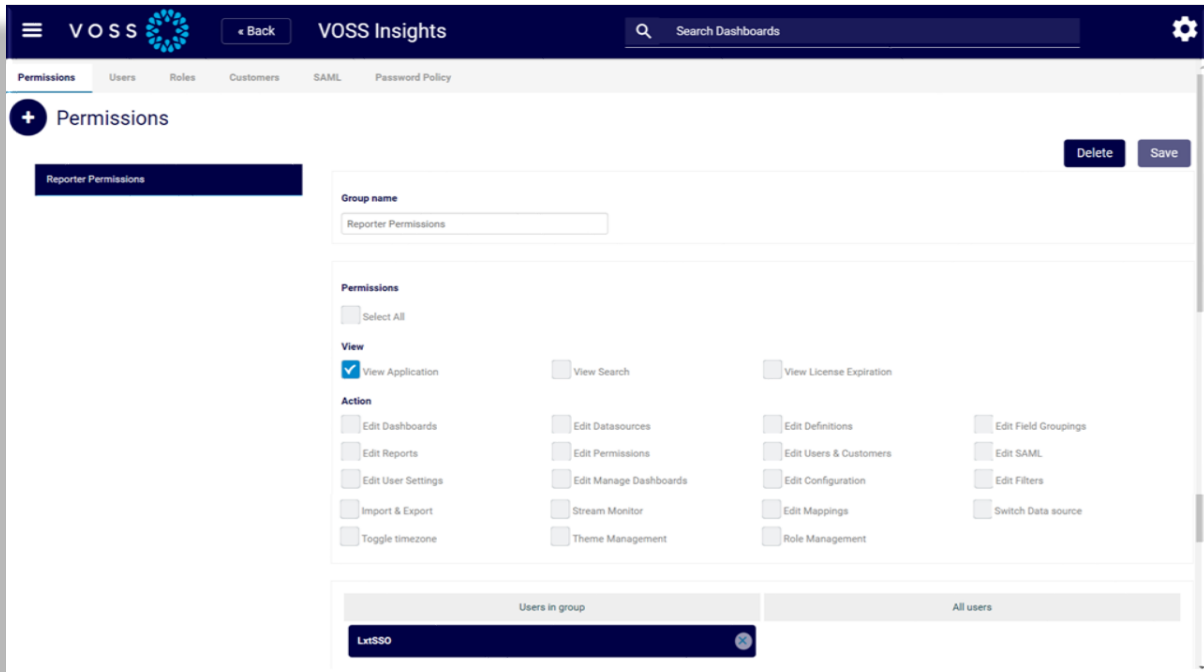 VOSS « Back VOSS Insights Search Dashboards
Permissions Users Roles Customers SAML Password Policy
+ Permissions
Delete Save
Reporter Permissions
Group name
Reporter Permissions
Permissions
Select All
View
View Application View Search View License Expiration
Action
Edit Dashboards Edit Datasources Edit Definitions Edit Field Groupings
Edit Reports Edit Permissions Edit Users & Customers Edit SAML
Edit User Settings Edit Manage Dashboards Edit Configuration Edit Filters
Import & Export Stream Monitor Edit Mappings Switch Data source
Toggle timezone Theme Management Role Management
Users in group All users
LxtSSO